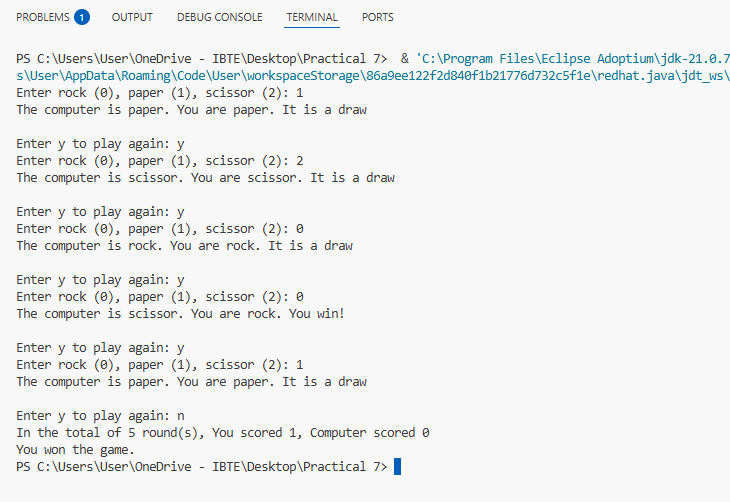 PROBLEMS 1 OUTPUT DEBUG CONSOLE TERMINAL PORTS
PS C:\Users\User\OneDrive - IBTE\Desktop\Practical 7>  & 'C:\Program Files\Eclipse Adoptium\jdk-21.0.7
s\User\AppData\Roaming\Code\User\workspaceStorage\86a9ee122f2d840f1b21776d732c5f1e\redhat.java\jdt_ws\
Enter rock (0), paper (1), scissor (2): 1
The computer is paper. You are paper. It is a draw
Enter y to play again: y
Enter rock (0), paper (1), scissor (2): 2
The computer is scissor. You are scissor. It is a draw
Enter y to play again: y
Enter rock (0), paper (1), scissor (2): 0
The computer is rock. You are rock. It is a draw
Enter y to play again: y
Enter rock (0), paper (1), scissor (2): 0
The computer is scissor. You are rock. You win!
Enter y to play again: y
Enter rock (0), paper (1), scissor (2): 1
The computer is paper. You are paper. It is a draw
Enter y to play again: n
In the total of 5 round(s), You scored 1, Computer scored 0
You won the game.
PS C:\Users\User\OneDrive - IBTE\Desktop\Practical 7>